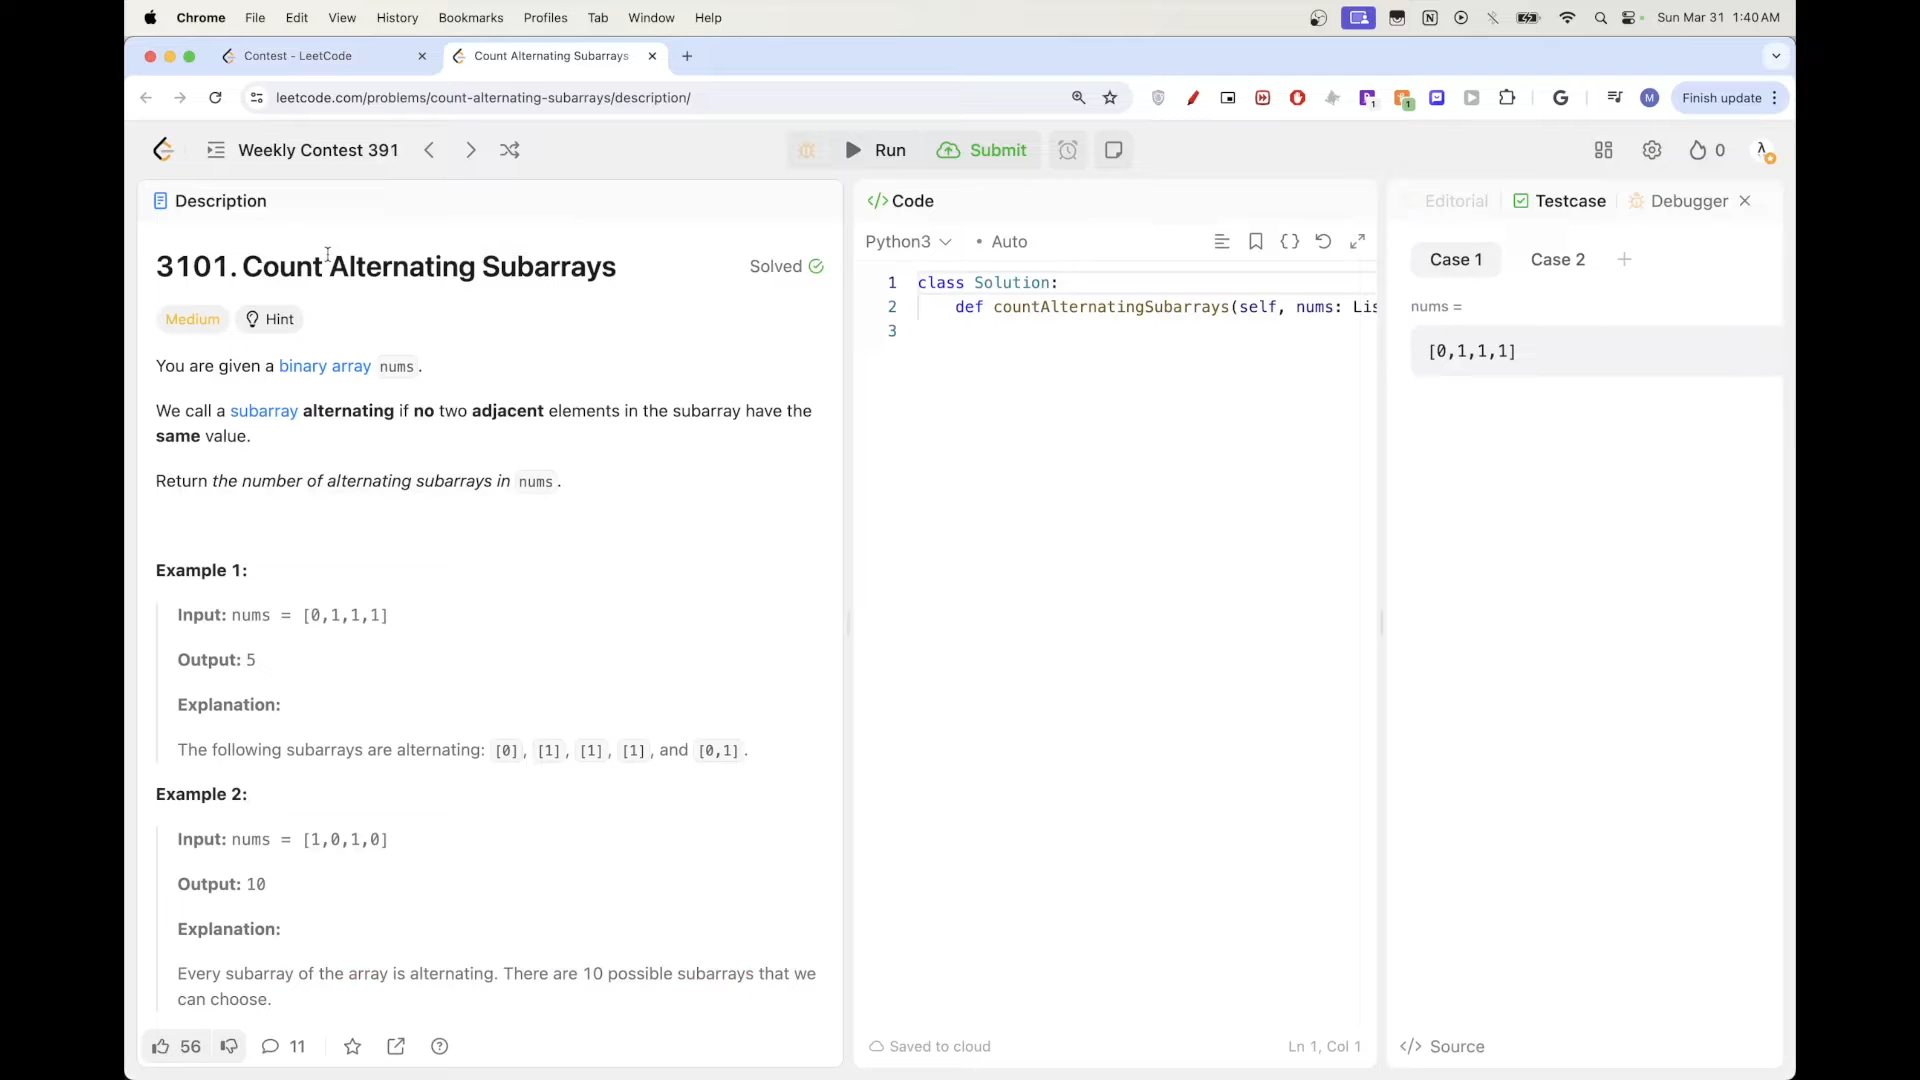 Chrome File Edit View History Bookmarks Profiles Tab Window Help Sun Mar 31 1:40 AM
Contest - LeetCode
Count Alternating Subarrays
leetcode.com/problems/count-alternating-subarrays/description/
1
1
G
M
Finish update
Weekly Contest 391
Run
Submit
0
Description
3101. Count Alternating Subarrays
Solved
Medium
Hint
You are given a binary array nums.
We call a subarray alternating if no two adjacent elements in the subarray have the
same value.
Return the number of alternating subarrays in nums.
Example 1:
Input: nums = [0,1,1,1]
Output: 5
Explanation:
The following subarrays are alternating: [0], [1], [1], [1], and [0,1].
Example 2:
Input: nums = [1,0,1,0]
Output: 10
Explanation:
Every subarray of the array is alternating. There are 10 possible subarrays that we
can choose.
56
11
</> Code
Python3
• Auto
1 class Solution:
2 def countAlternatingSubarrays(self, nums: Lis
3
Saved to cloud
Ln 1, Col 1
Editorial
Testcase
Debugger
Case 1
Case 2
nums =
[0,1,1,1]
</> Source